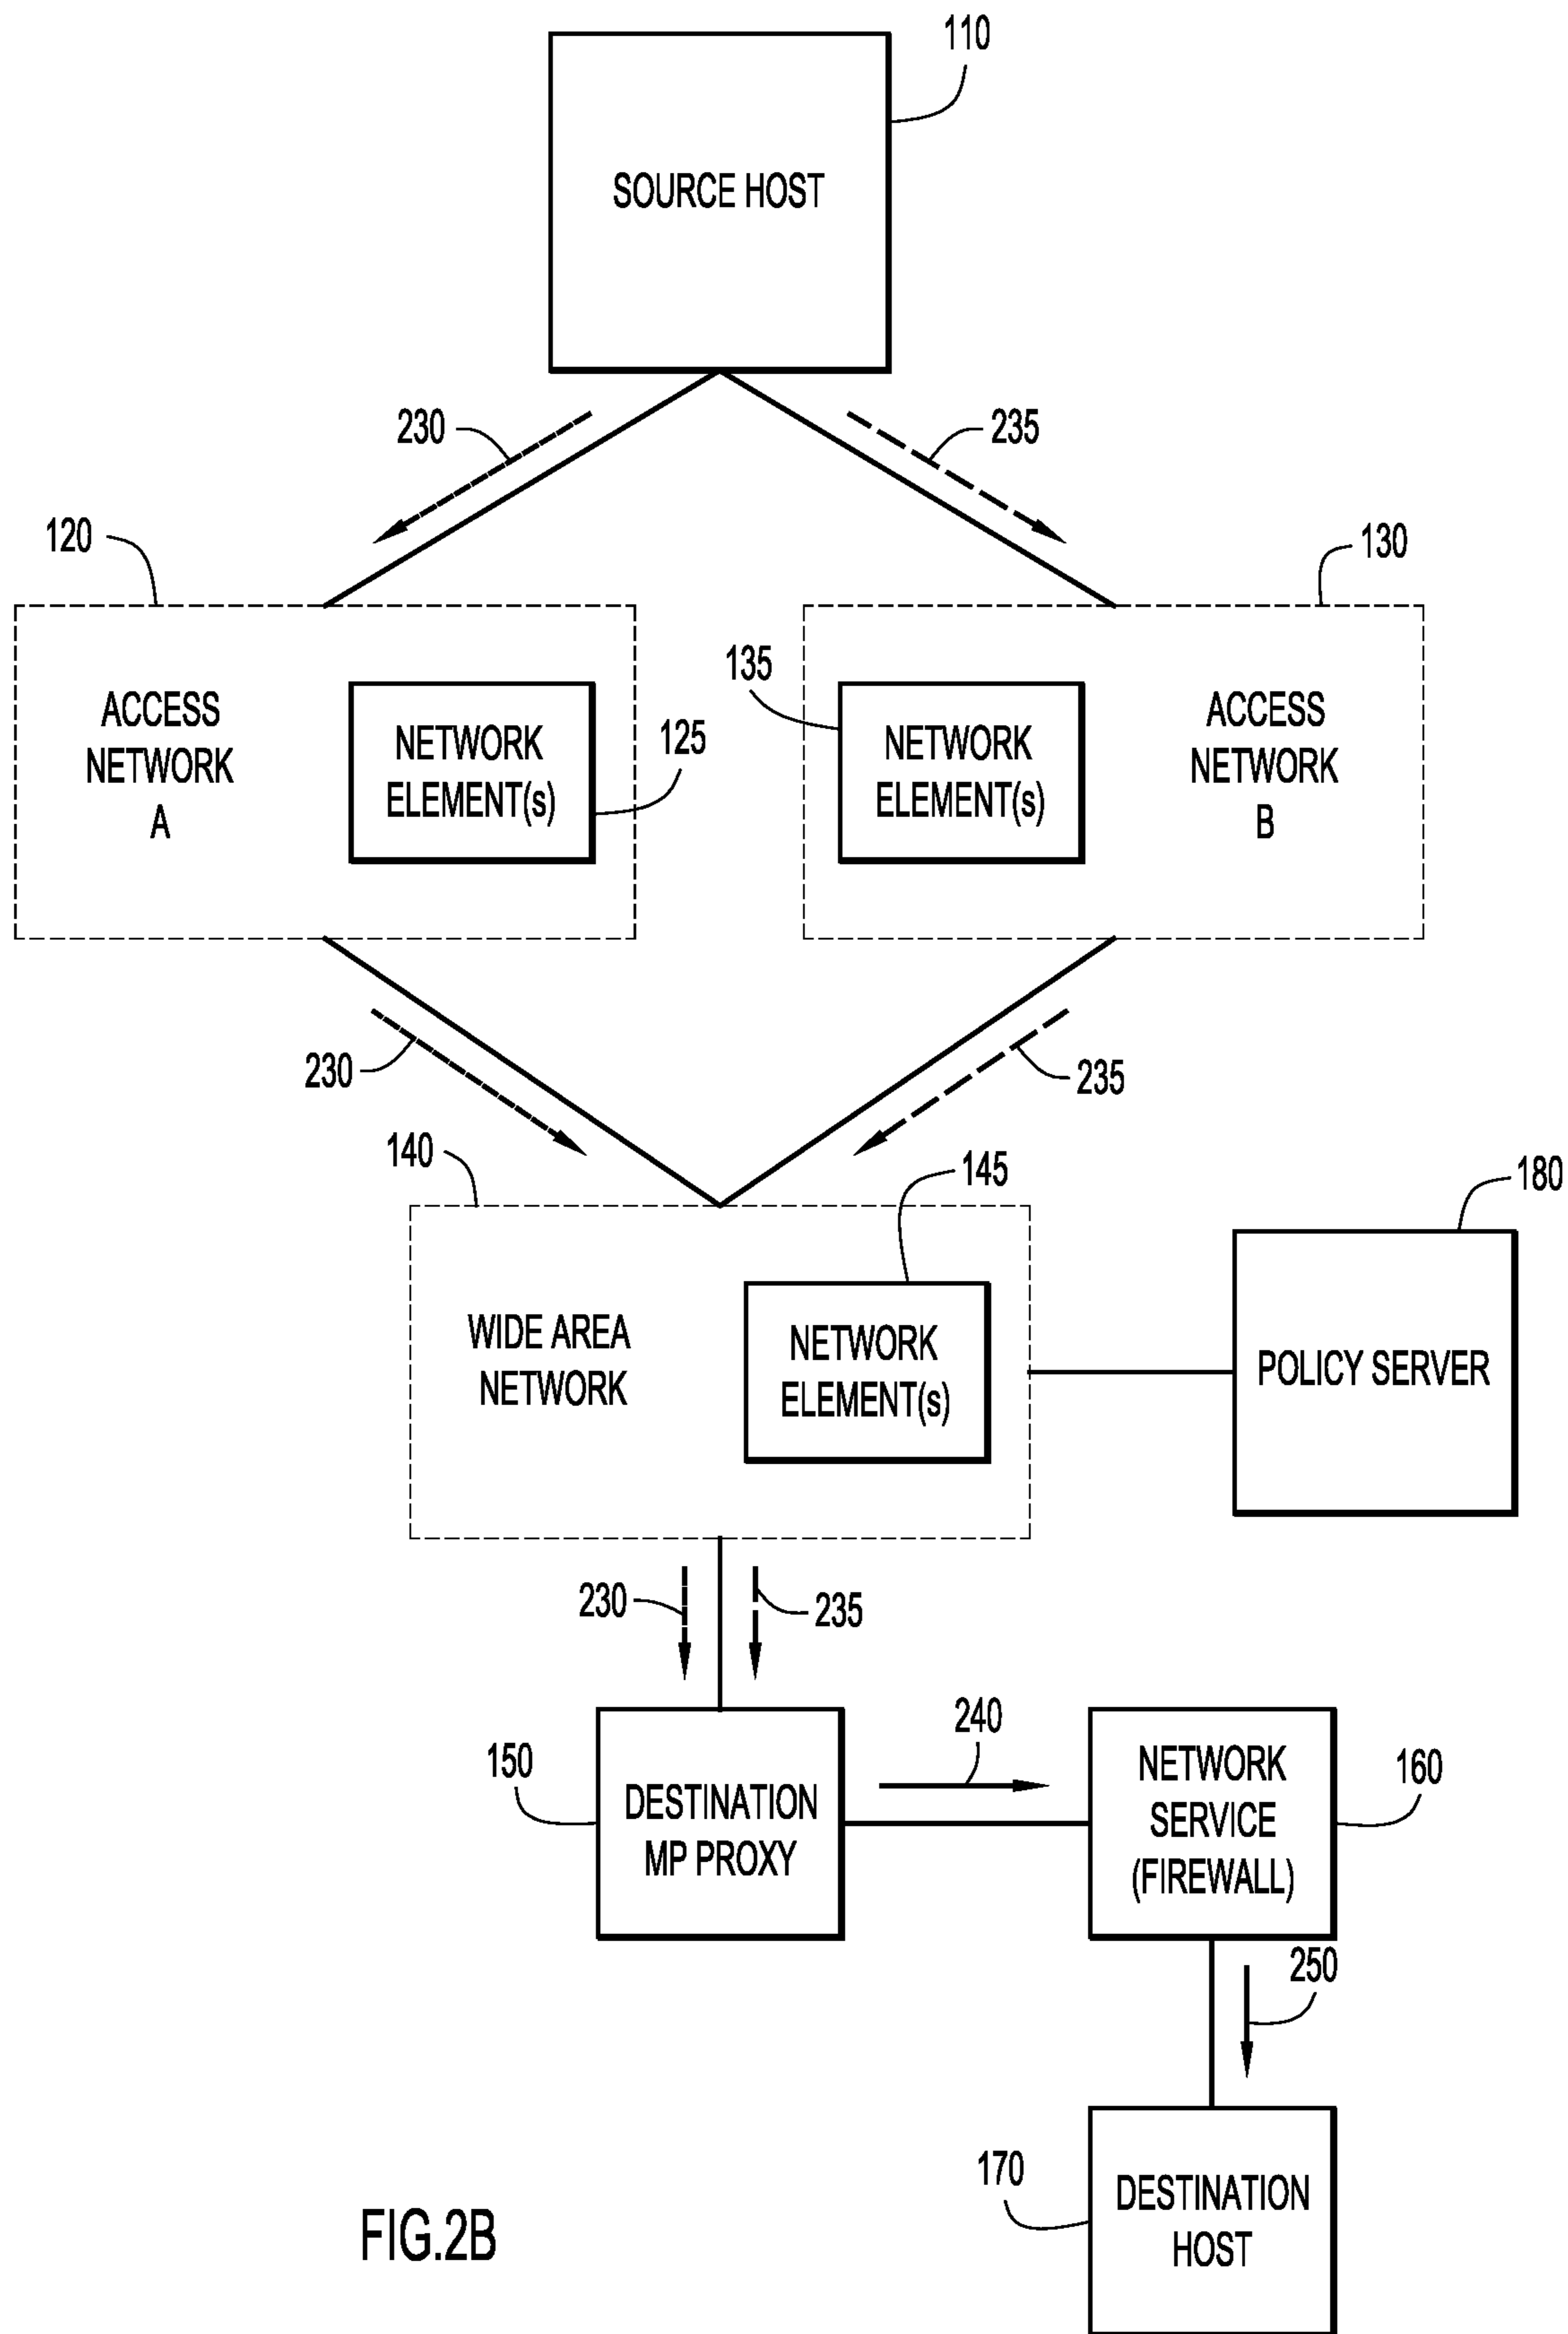 110
SOURCE HOST
230
235
120
130
ACCESS
NETWORK
A
NETWORK
ELEMENT(s)
125
135
NETWORK
ELEMENT(s)
ACCESS
NETWORK
B
230
235
140
145
180
WIDE AREA
NETWORK
NETWORK
ELEMENT(s)
POLICY SERVER
230
235
150
DESTINATION
MP PROXY
240
NETWORK
SERVICE
(FIREWALL)
160
250
170
DESTINATION
HOST
FIG.2B